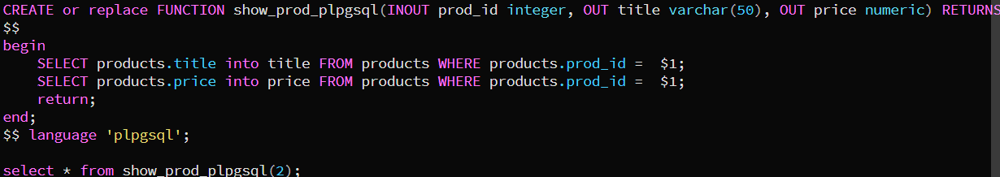 CREATE or replace FUNCTION show_prod_plpgsql(INOUT prod_id integer, OUT title varchar(50), OUT price numeric) RETURNS
$$
begin
    SELECT products.title into title FROM products WHERE products.prod_id =  $1;
    SELECT products.price into price FROM products WHERE products.prod_id =  $1;
    return;
end;
$$ language 'plpgsql';

select * from show_prod_plpgsql(2);